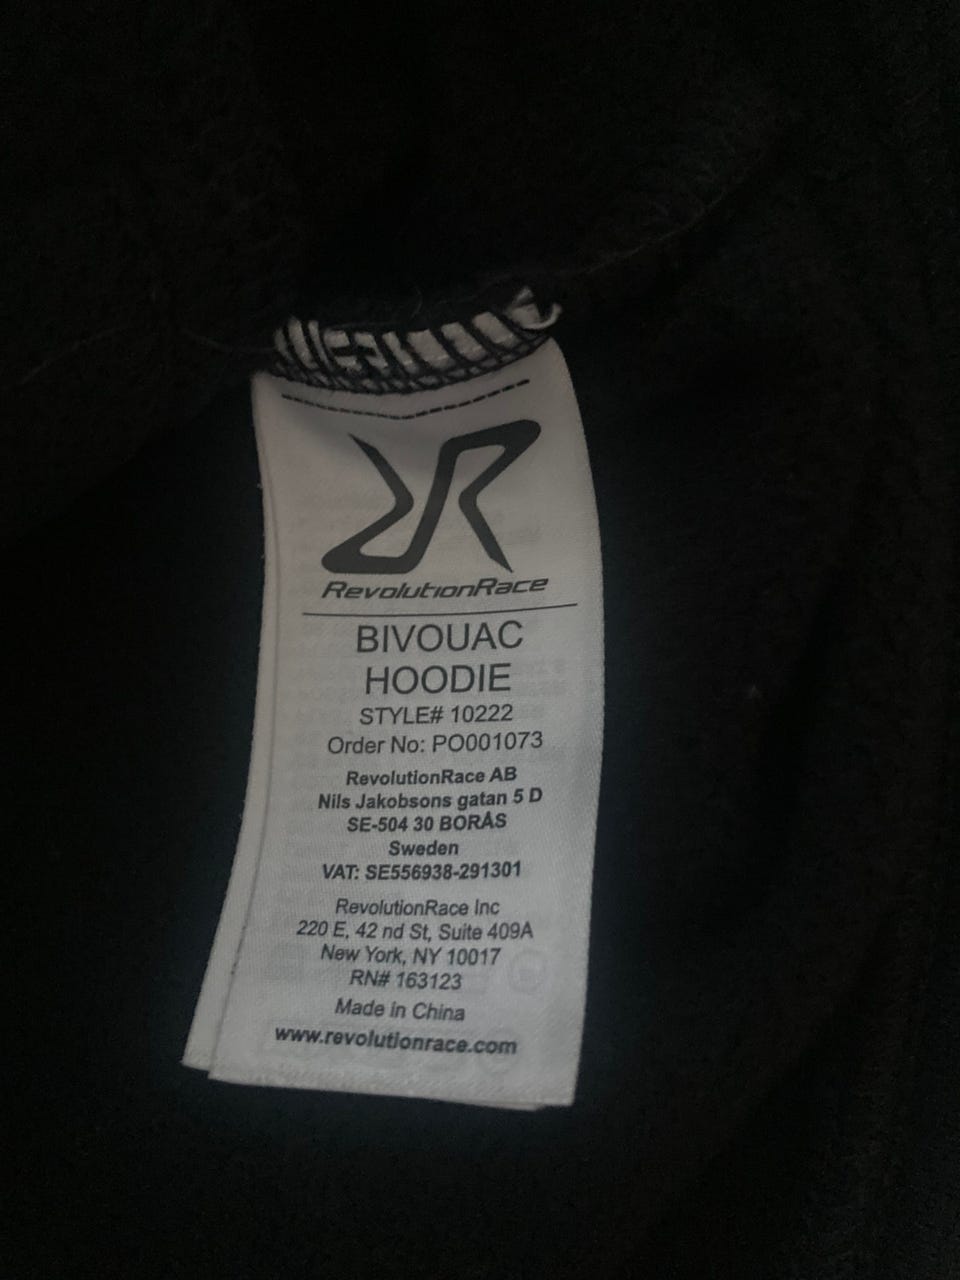 RevolutionRace
BIVOUAC
HOODIE
STYLE# 10222
Order No: PO001073
RevolutionRace AB
Nils Jakobsons gatan 5 D
SE-504 30 BORÅS
Sweden
VAT: SE556938-291301
RevolutionRace Inc
220 E, 42 nd St, Suite 409A
New York, NY 10017
RN# 163123
Made in China
www.revolutionrace.com